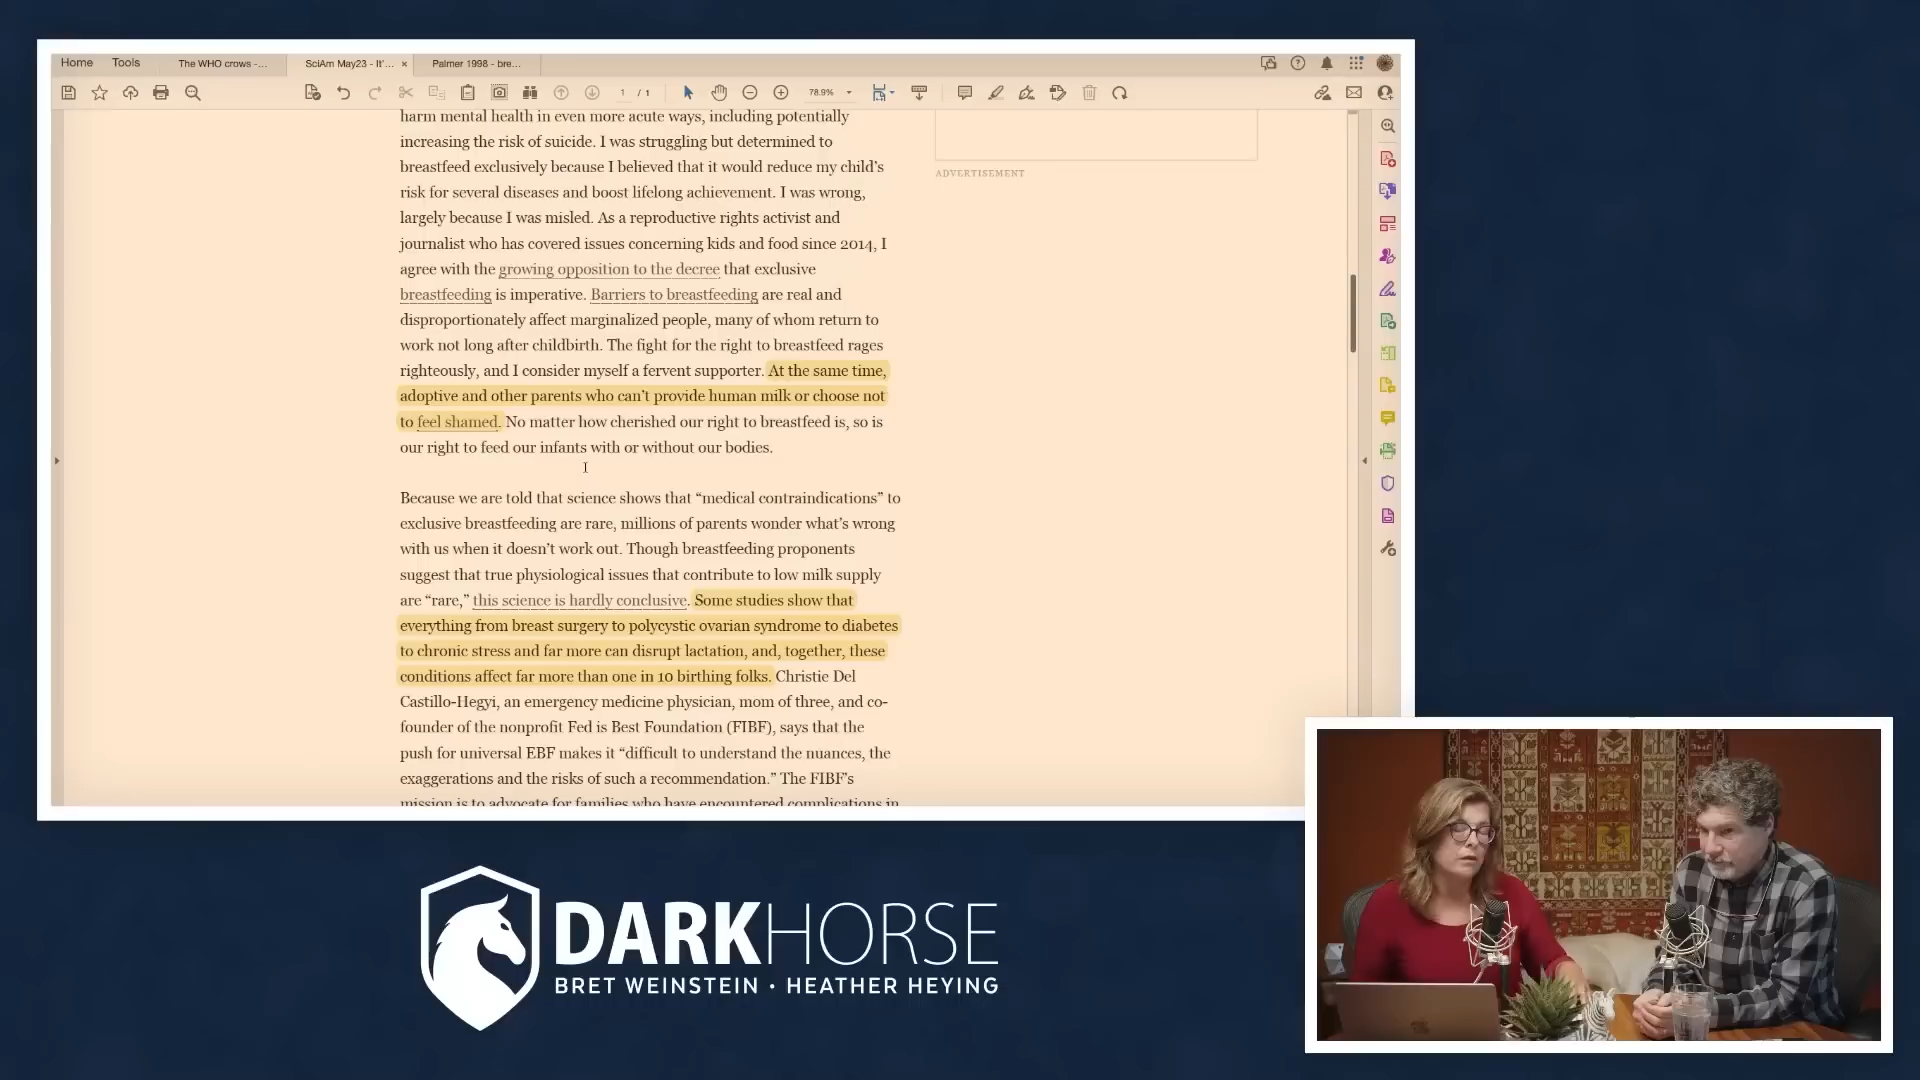 Home Tools The WHO crows -... SciAm May23 - It'... × Palmer 1998 - bre...
1 / 1 78.9%
harm mental health in even more acute ways, including potentially
increasing the risk of suicide. I was struggling but determined to
breastfeed exclusively because I believed that it would reduce my child’s
risk for several diseases and boost lifelong achievement. I was wrong,
largely because I was misled. As a reproductive rights activist and
journalist who has covered issues concerning kids and food since 2014, I
agree with the growing opposition to the decree that exclusive
breastfeeding is imperative. Barriers to breastfeeding are real and
disproportionately affect marginalized people, many of whom return to
work not long after childbirth. The fight for the right to breastfeed rages
righteously, and I consider myself a fervent supporter. At the same time,
adoptive and other parents who can’t provide human milk or choose not
to feel shamed. No matter how cherished our right to breastfeed is, so is
our right to feed our infants with or without our bodies.
Because we are told that science shows that “medical contraindications” to
exclusive breastfeeding are rare, millions of parents wonder what’s wrong
with us when it doesn’t work out. Though breastfeeding proponents
suggest that true physiological issues that contribute to low milk supply
are “rare,” this science is hardly conclusive. Some studies show that
everything from breast surgery to polycystic ovarian syndrome to diabetes
to chronic stress and far more can disrupt lactation, and, together, these
conditions affect far more than one in 10 birthing folks. Christie Del
Castillo-Hegyi, an emergency medicine physician, mom of three, and co-
founder of the nonprofit Fed is Best Foundation (FIBF), says that the
push for universal EBF makes it “difficult to understand the nuances, the
exaggerations and the risks of such a recommendation.” The FIBF’s
mission is to advocate for families who have encountered complications in
ADVERTISEMENT
DARKHORSE
BRET WEINSTEIN • HEATHER HEYING